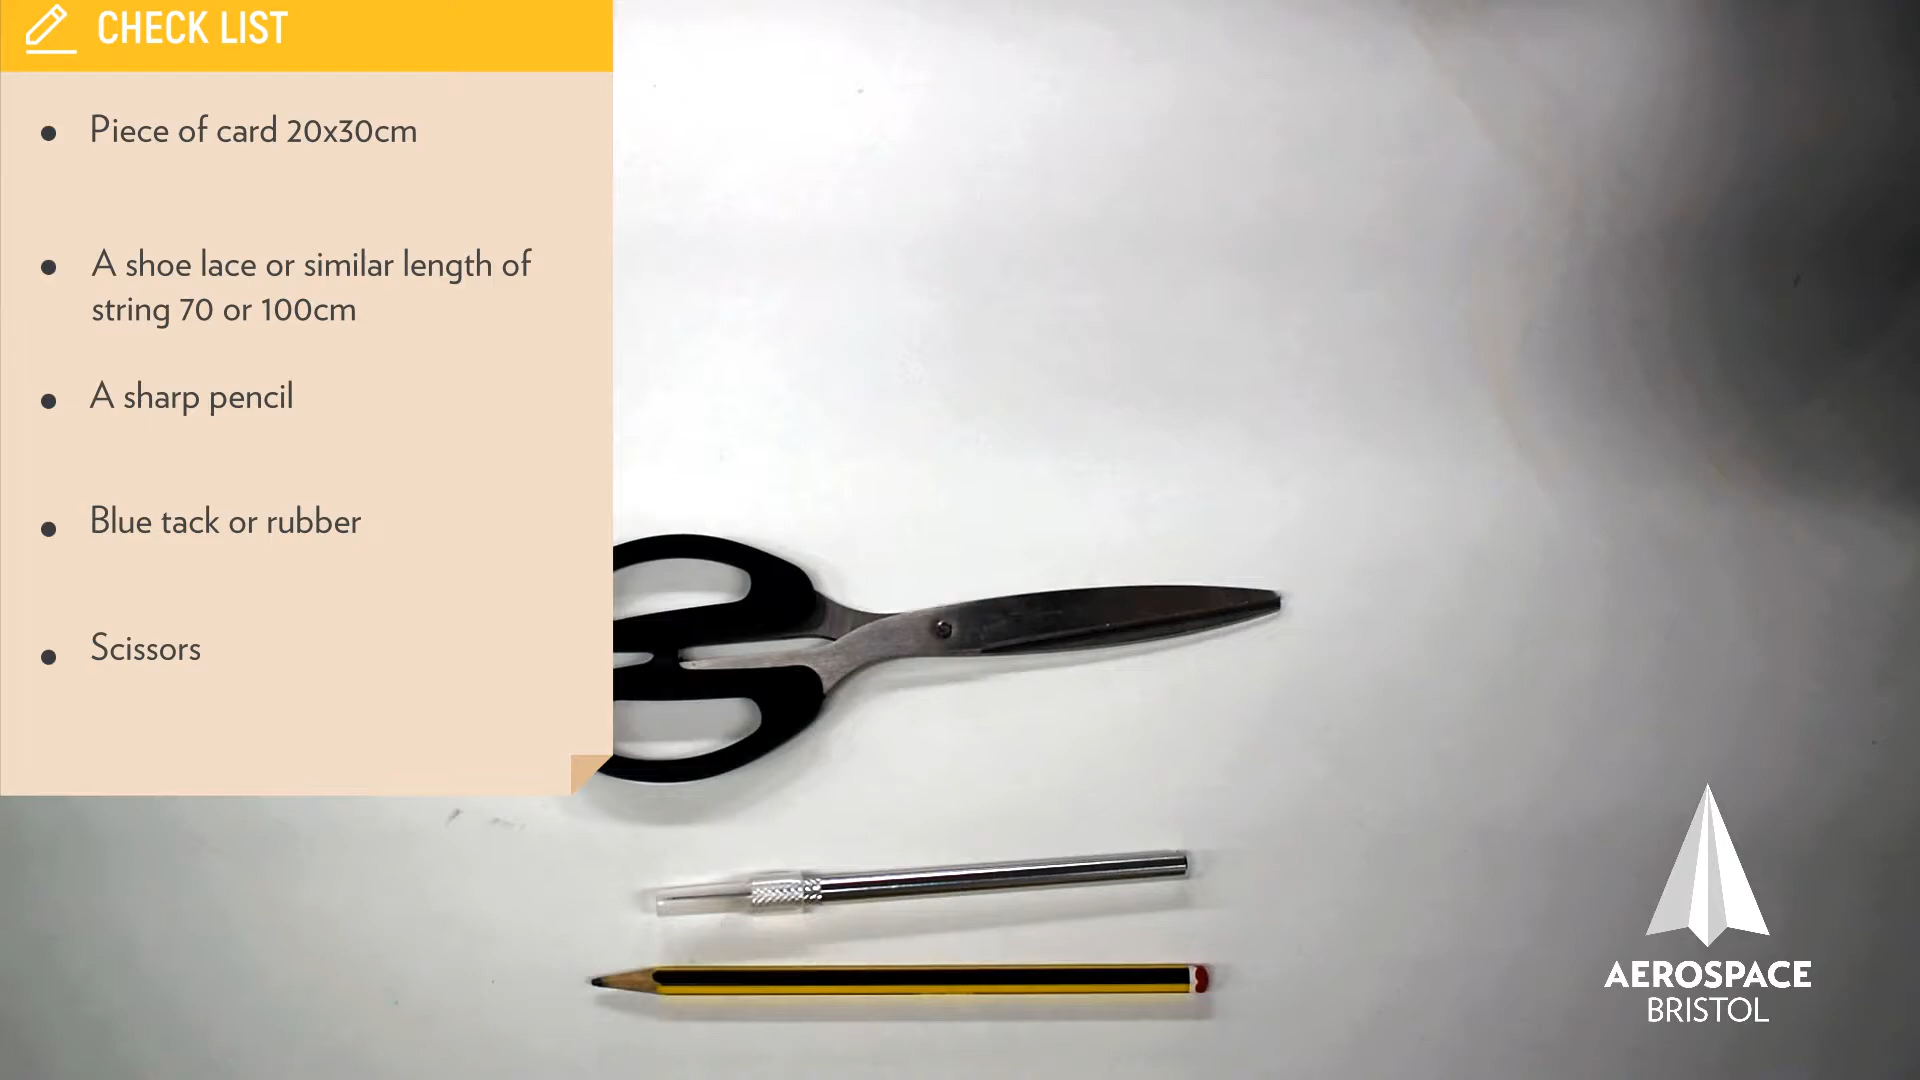 CHECK LIST
Piece of card 20x30cm
A shoe lace or similar length of
string 70 or 100cm
A sharp pencil
Blue tack or rubber
Scissors
AEROSPACE
BRISTOL